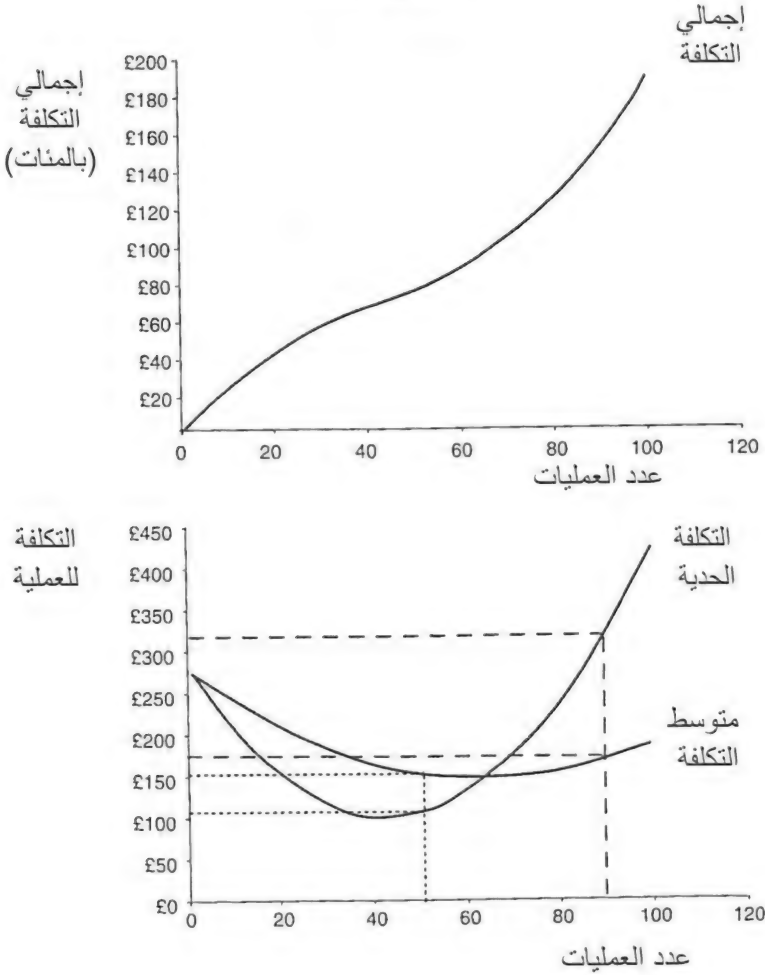 إجمالي
التكلفة
إجمالي
التكلفة
(بالمئات)
£200
£180
£160
£140
£120
£100
£80
£60
£40
£20
0 20 40 60 80 100 120
عدد العمليات
التكلفة
للعملية
£450
£400
£350
£300
£250
£200
£150
£100
£50
£0
التكلفة
الحدية
متوسط
التكلفة
0 20 40 60 80 100 120
عدد العمليات